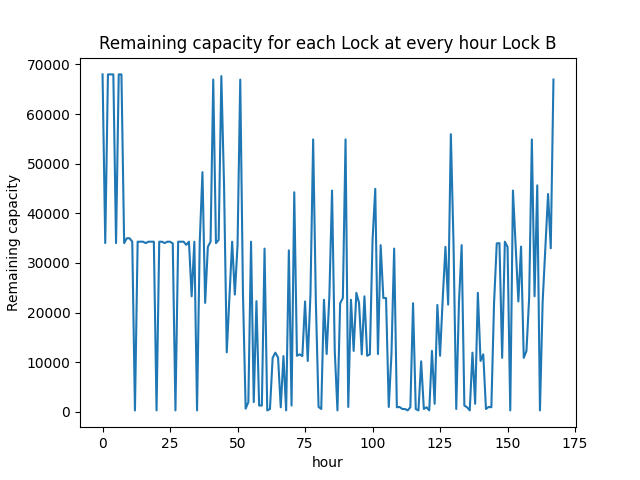 Remaining capacity for each Lock at every hour Lock B
70000
60000
50000
40000
30000
20000
10000
0
Remaining capacity
0 25 50 75 100 125 150 175
hour